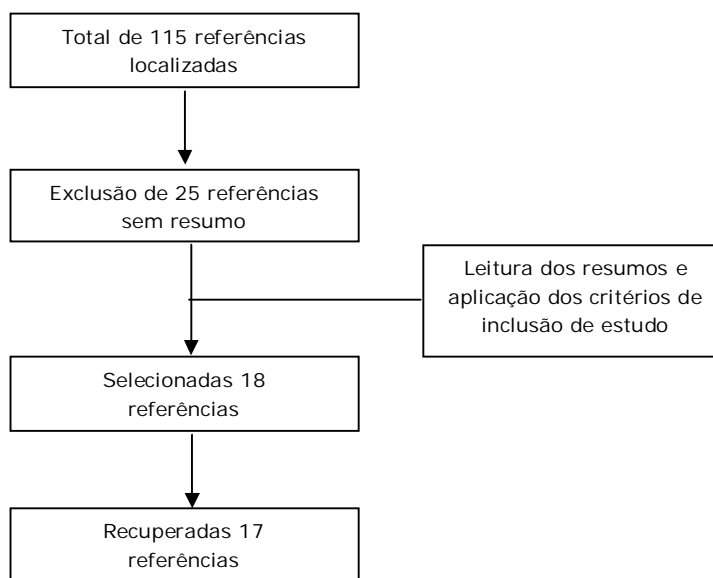 Total de 115 referências
localizadas
Exclusão de 25 referências
sem resumo
Leitura dos resumos e
aplicação dos critérios de
inclusão de estudo
Selecionadas 18
referências
Recuperadas 17
referências